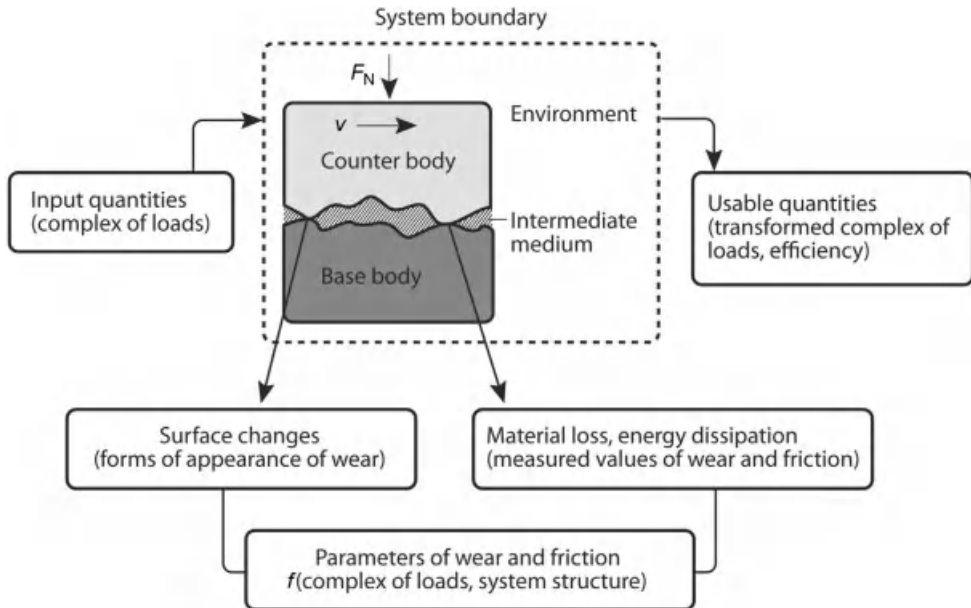 System boundary
F_N
v
Environment
Counter body
Input quantities
(complex of loads)
Intermediate
medium
Usable quantities
(transformed complex of
loads, efficiency)
Base body
Surface changes
(forms of appearance of wear)
Material loss, energy dissipation
(measured values of wear and friction)
Parameters of wear and friction
f(complex of loads, system structure)